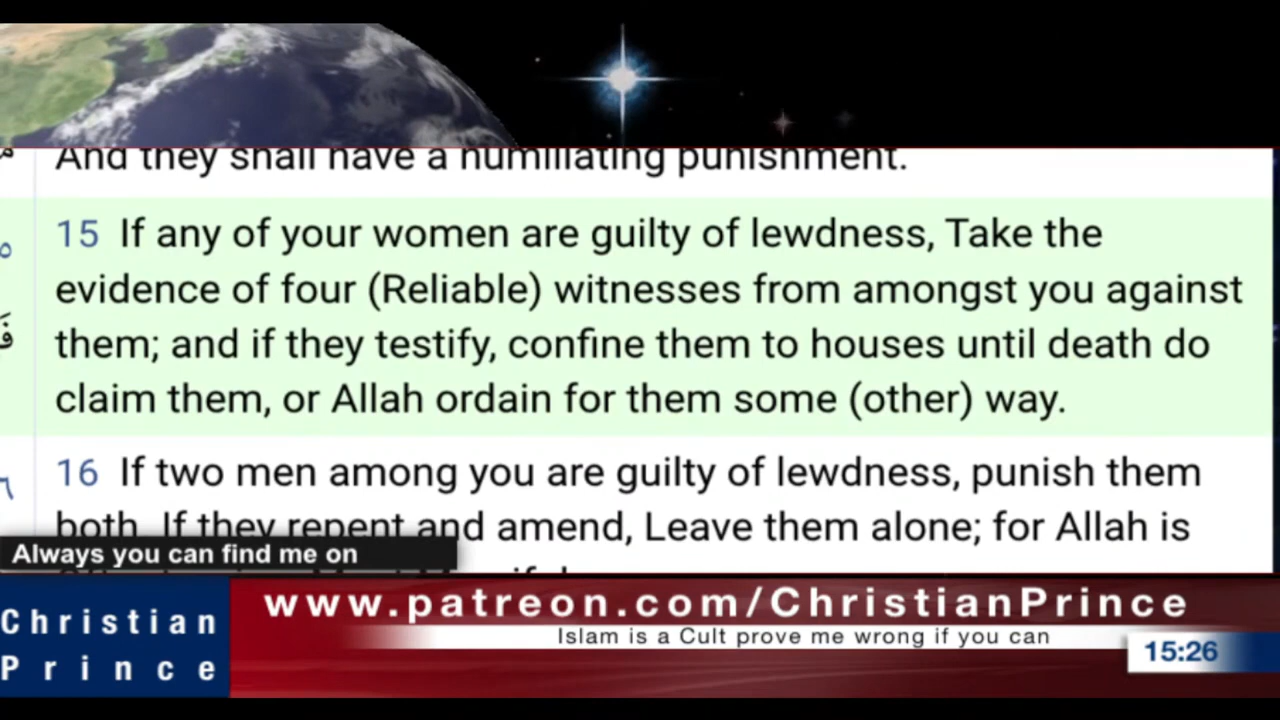 And they shall have a humiliating punishment.
15 If any of your women are guilty of lewdness, Take the
evidence of four (Reliable) witnesses from amongst you against
them; and if they testify, confine them to houses until death do
claim them, or Allah ordain for them some (other) way.
16 If two men among you are guilty of lewdness, punish them
both. If they repent and amend, Leave them alone; for Allah is
Always you can find me on
Christian
Prince
www.patreon.com/ChristianPrince
Islam is a Cult prove me wrong if you can
15:26